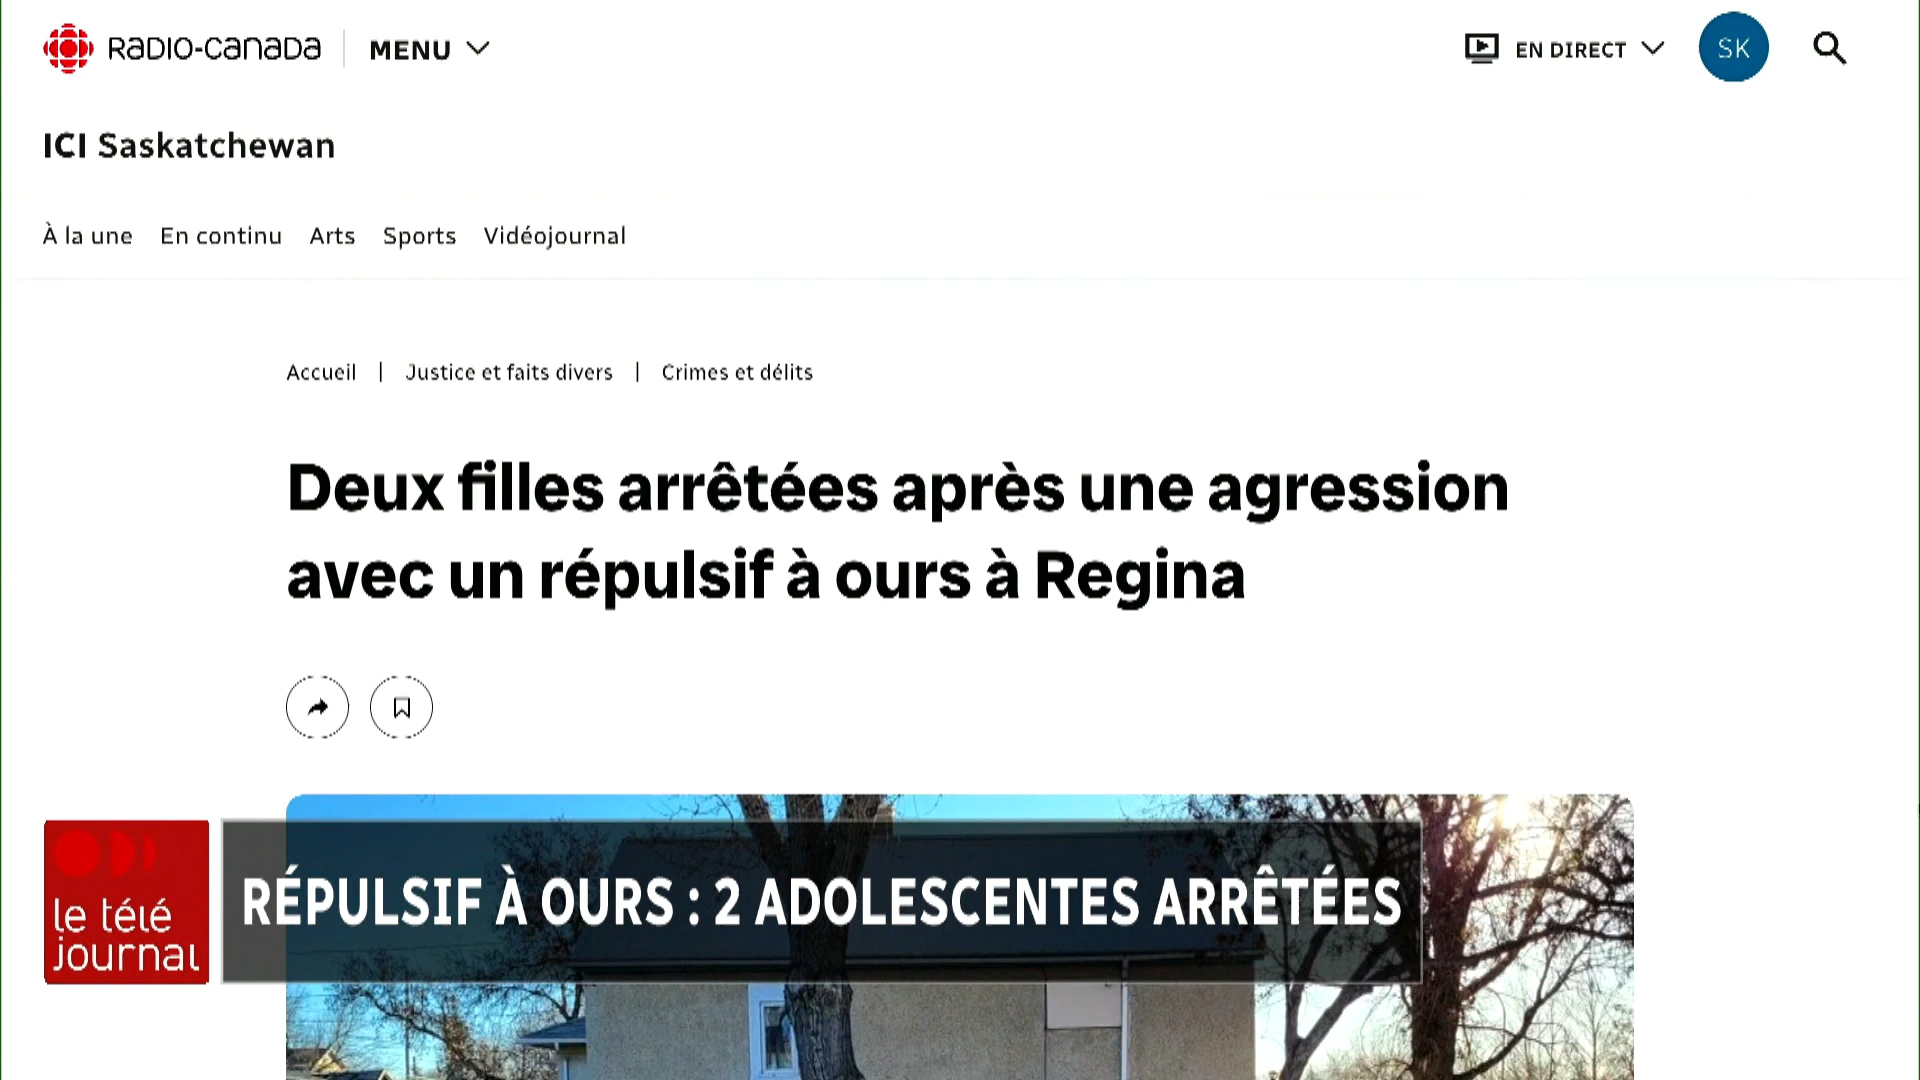 RADIO-CANADA
MENU
EN DIRECT
SK
ICI Saskatchewan
À la une
En continu
Arts
Sports
Vidéojournal
Accueil | Justice et faits divers | Crimes et délits
Deux filles arrêtées après une agression
avec un répulsif à ours à Regina
le télé
journal
RÉPULSIF À OURS : 2 ADOLESCENTES ARRÊTÉES